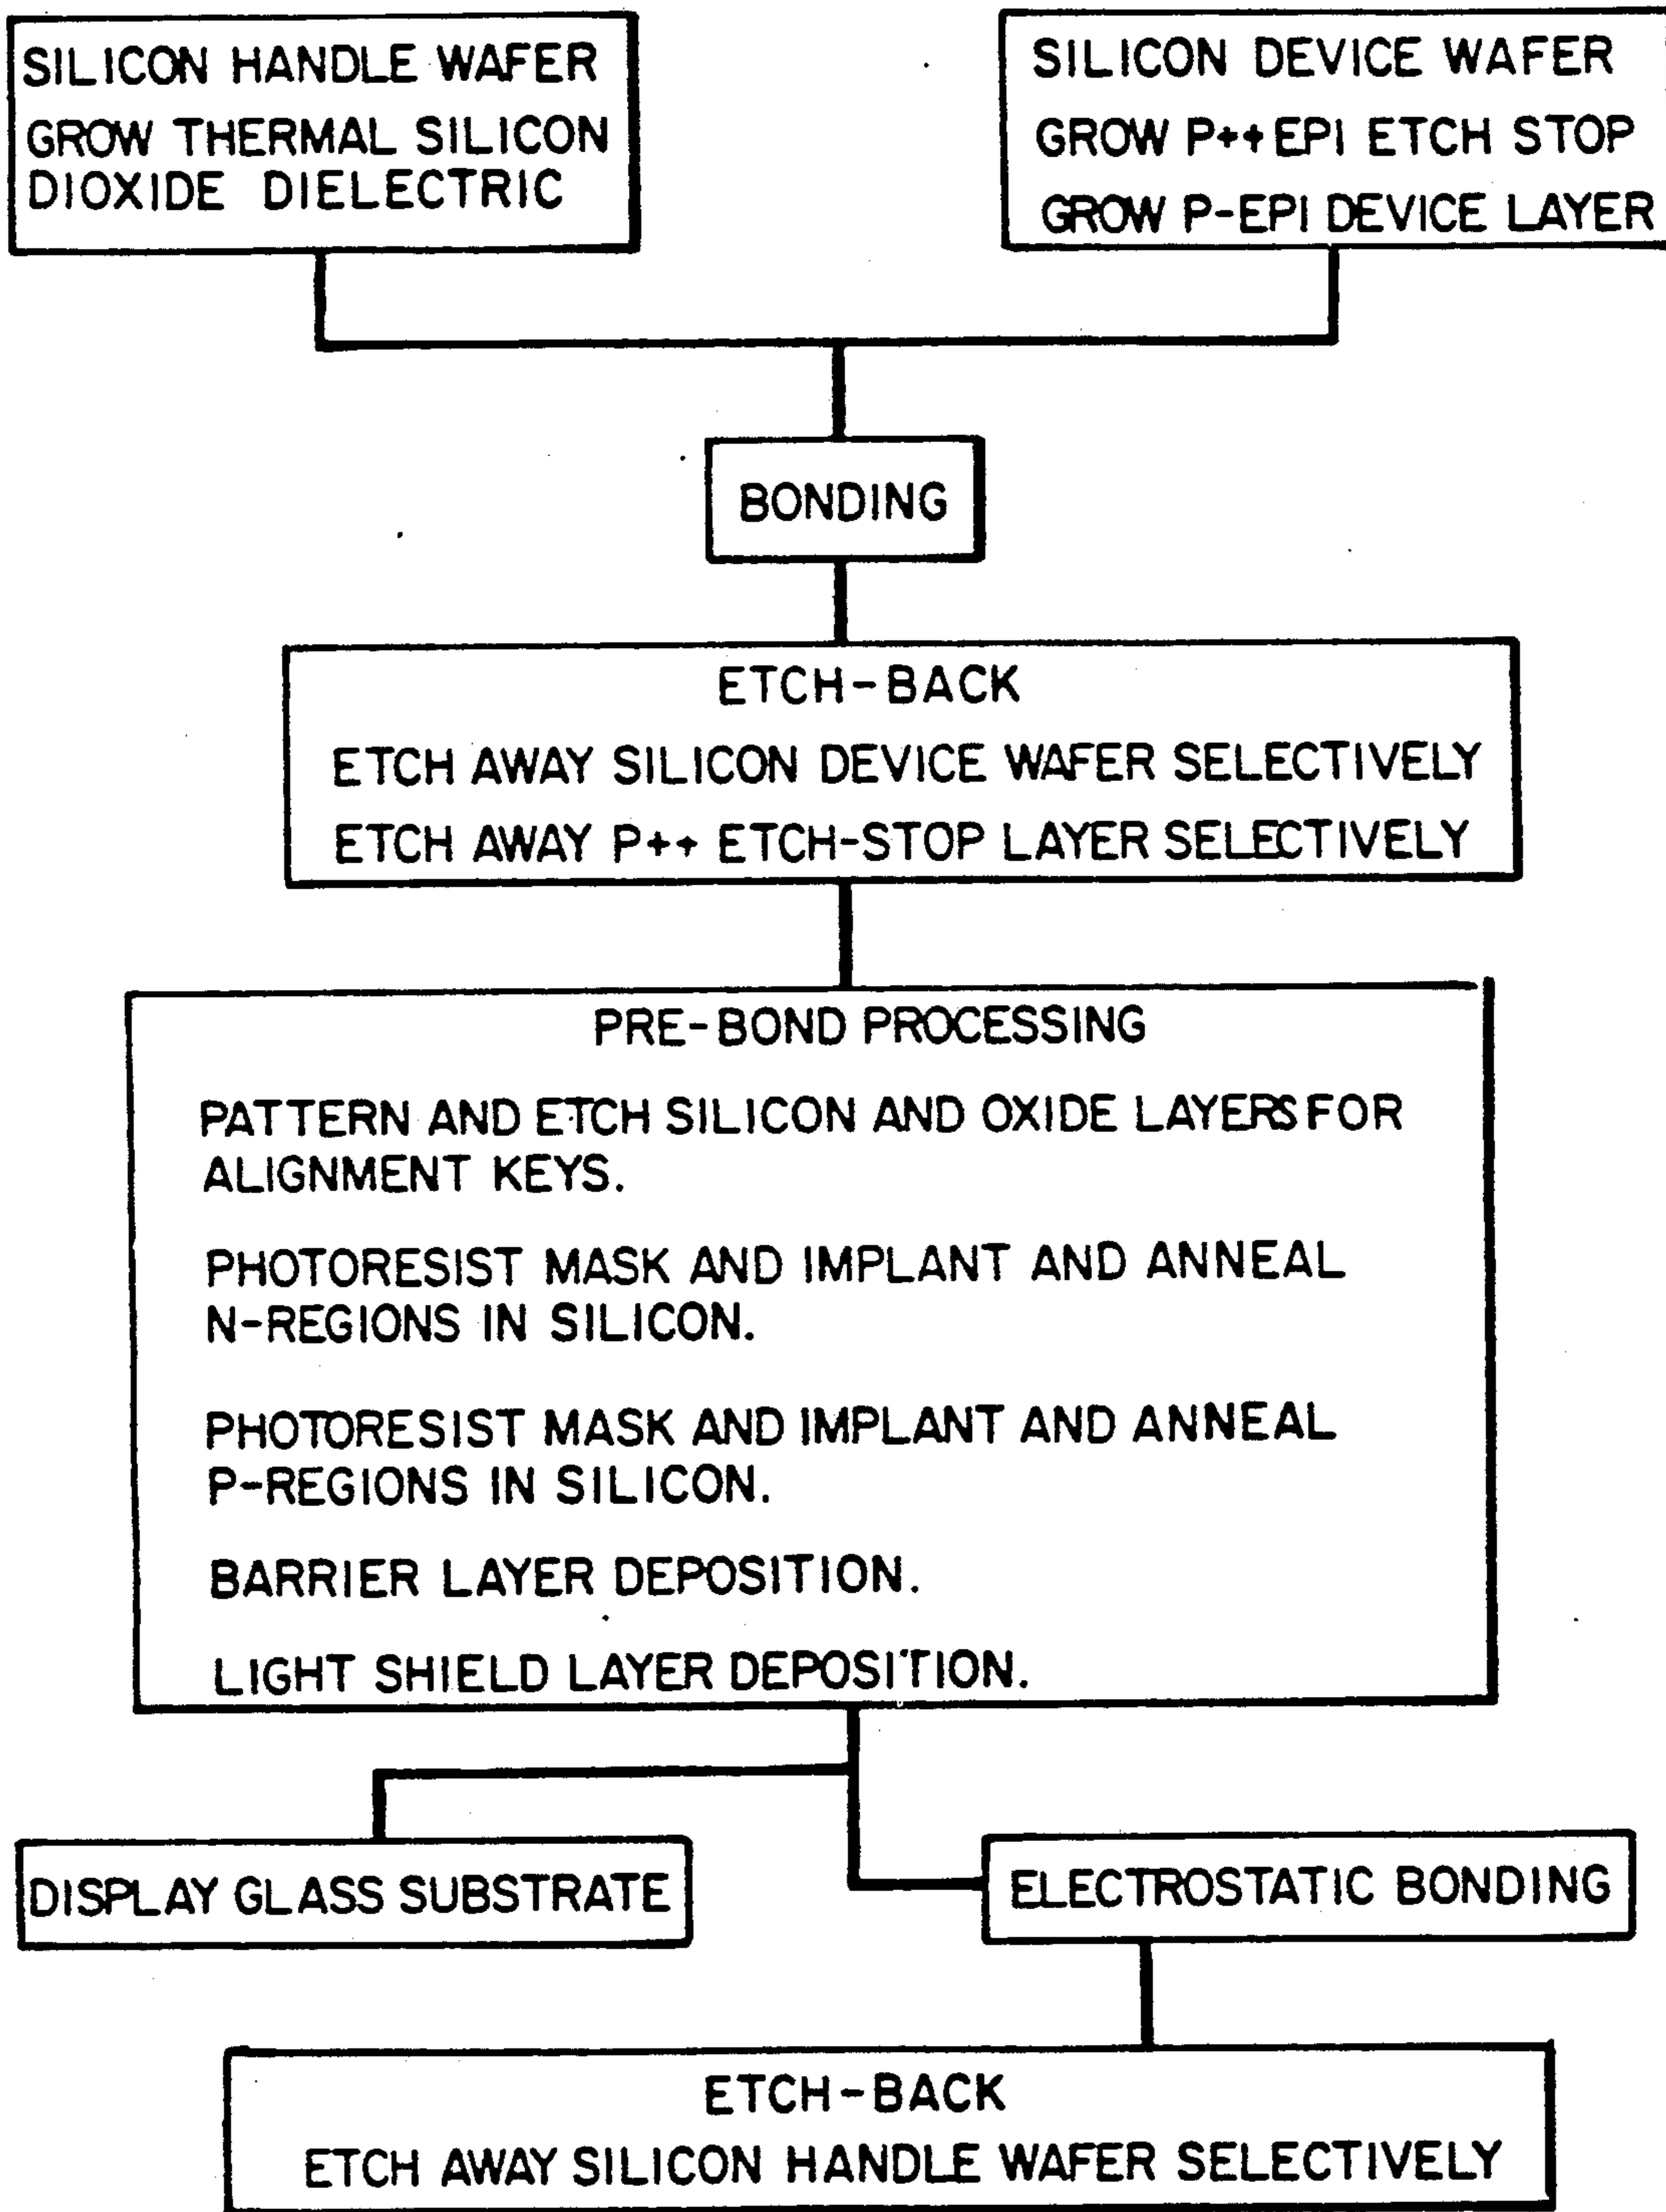 SILICON HANDLE WAFER
GROW THERMAL SILICON
DIOXIDE DIELECTRIC
SILICON DEVICE WAFER
GROW P++ EPI ETCH STOP
GROW P-EPI DEVICE LAYER
BONDING
ETCH-BACK
ETCH AWAY SILICON DEVICE WAFER SELECTIVELY
ETCH AWAY P++ ETCH-STOP LAYER SELECTIVELY
PRE-BOND PROCESSING
PATTERN AND ETCH SILICON AND OXIDE LAYERS FOR
ALIGNMENT KEYS.
PHOTORESIST MASK AND IMPLANT AND ANNEAL
N-REGIONS IN SILICON.
PHOTORESIST MASK AND IMPLANT AND ANNEAL
P-REGIONS IN SILICON.
BARRIER LAYER DEPOSITION.
LIGHT SHIELD LAYER DEPOSITION.
DISPLAY GLASS SUBSTRATE
ELECTROSTATIC BONDING
ETCH-BACK
ETCH AWAY SILICON HANDLE WAFER SELECTIVELY